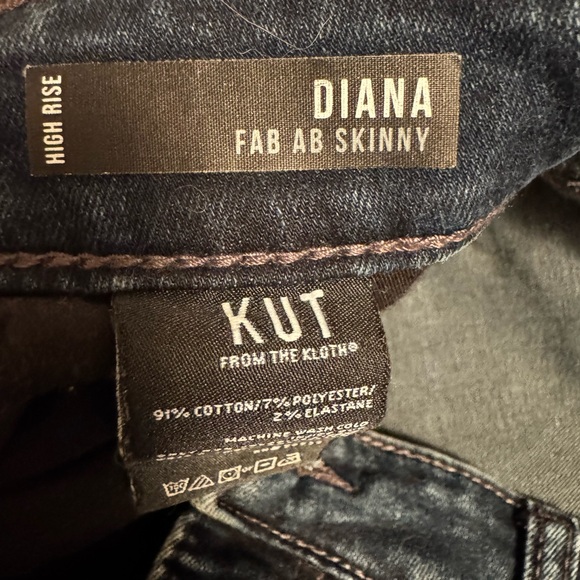 HIGH RISE
DIANA
FAB AB SKINNY
KUT
FROM THE KLOTH®
91% COTTON/7% POLYESTER/
2% ELASTANE
MACHINE WASH COLD